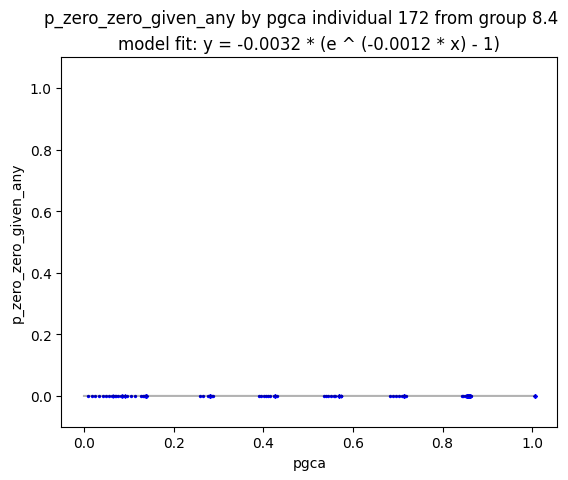 p_zero_zero_given_any by pgca individual 172 from group 8.4
model fit: y = -0.0032 * (e ^ (-0.0012 * x) - 1)
1.0
0.8
0.6
0.4
0.2
0.0
p_zero_zero_given_any
0.0 0.2 0.4 0.6 0.8 1.0
pgca